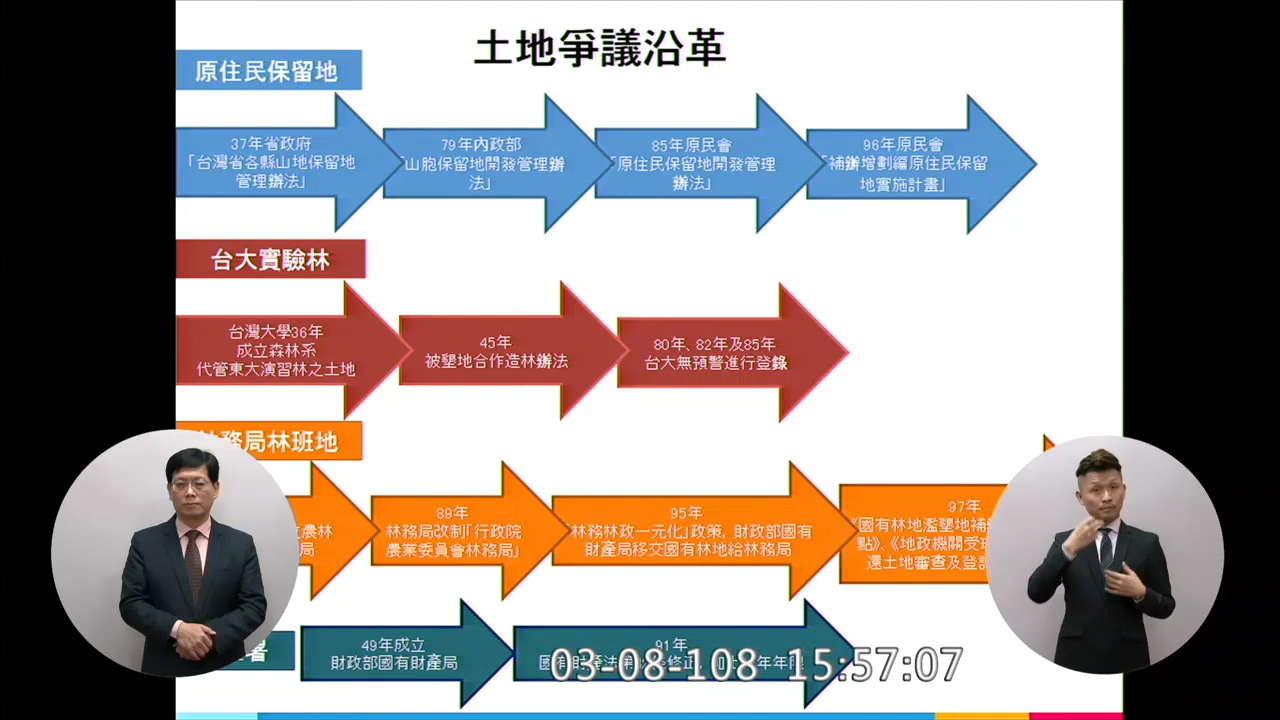 土地爭議沿革
原住民保留地
37年省政府
「台灣省各縣山地保留地
管理辦法」
79年內政部
「山胞保留地開發管理辦
法」
85年原民會
「原住民保留地開發管理
辦法」
96年原民會
「補辦增劃編原住民保留
地實施計畫」
台大實驗林
台灣大學36年
成立森林系
代管東大演習林之土地
45年
被墾地合作造林辦法
80年、82年及85年
台大無預警進行登錄
務局林班地
農林
局
89年
林務局改制「行政院
農業委員會林務局」
95年
「林務林政一元化」政策，財政部國有
財產局移交國有林地給林務局
97年
《國有林地濫墾地補
點》、《地政機關受
還土地審查及登
署
49年成立
財政部國有財產局
91年
03-08-108 15:57:07